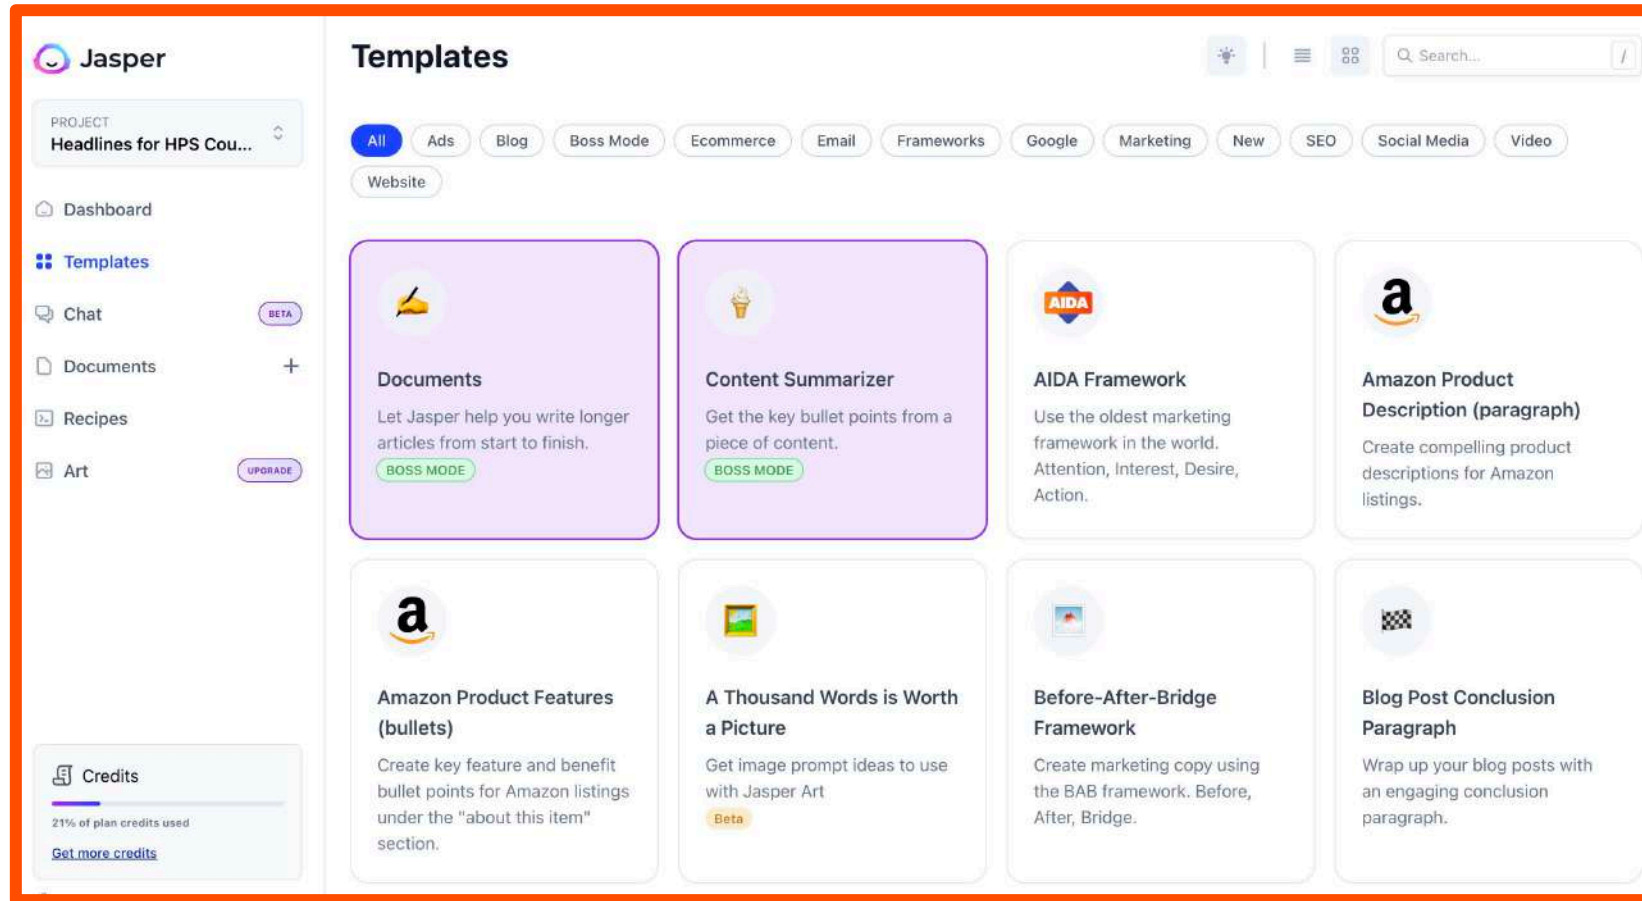 Jasper
PROJECT
Headlines for HPS Cou...
Dashboard
Templates
Chat
BETA
Documents
+
Recipes
Art
UPGRADE
Credits
21% of plan credits used
Get more credits
Templates
Search...
/
All
Ads
Blog
Boss Mode
Ecommerce
Email
Frameworks
Google
Marketing
New
SEO
Social Media
Video
Website
Documents
Let Jasper help you write longer
articles from start to finish.
BOSS MODE
Content Summarizer
Get the key bullet points from a
piece of content.
BOSS MODE
AIDA
AIDA Framework
Use the oldest marketing
framework in the world.
Attention, Interest, Desire,
Action.
a
Amazon Product
Description (paragraph)
Create compelling product
descriptions for Amazon
listings.
a
Amazon Product Features
(bullets)
Create key feature and benefit
bullet points for Amazon listings
under the "about this item"
section.
A Thousand Words is Worth
a Picture
Get image prompt ideas to use
with Jasper Art
Beta
Before-After-Bridge
Framework
Create marketing copy using
the BAB framework. Before,
After, Bridge.
Blog Post Conclusion
Paragraph
Wrap up your blog posts with
an engaging conclusion
paragraph.